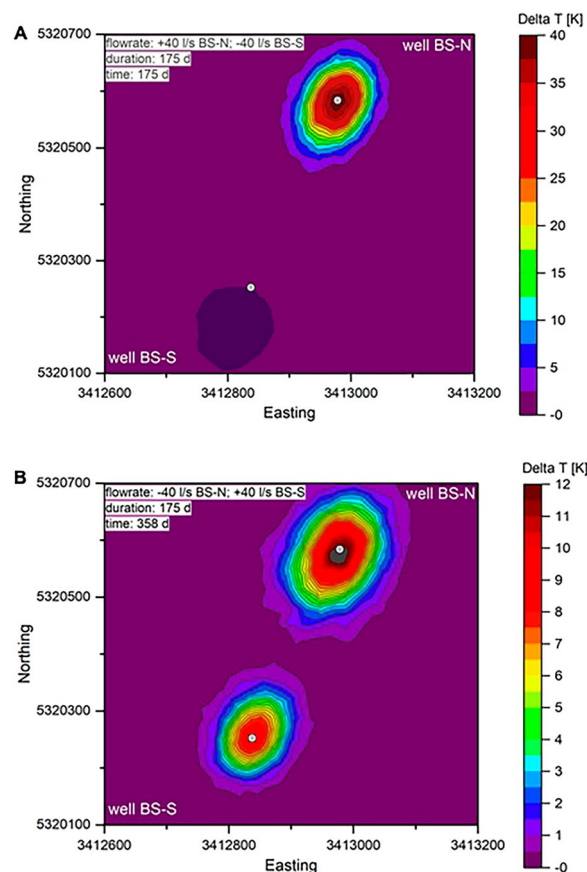 A
Delta T [K]
flowrate: +40 l/s BS-N; -40 l/s BS-S
duration: 175 d
time: 175 d
well BS-N
well BS-S
5320700
5320500
5320300
5320100
Northing
3412600
3412800
3413000
3413200
Easting
40
35
30
25
20
15
10
5
-0
B
Delta T [K]
flowrate: -40 l/s BS-N; +40 l/s BS-S
duration: 175 d
time: 358 d
well BS-N
well BS-S
5320700
5320500
5320300
5320100
Northing
3412600
3412800
3413000
3413200
Easting
12
11
10
9
8
7
6
5
4
3
2
1
-0